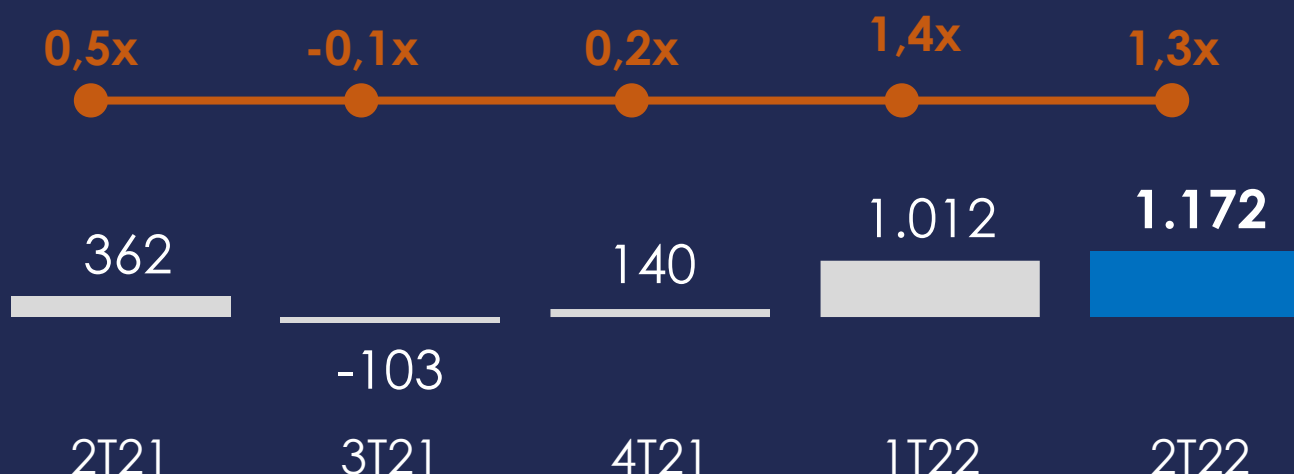 0,5x -0,1x 0,2x 1,4x 1,3x
362 -103 140 1.012 1.172
2T21 3T21 4T21 1T22 2T22